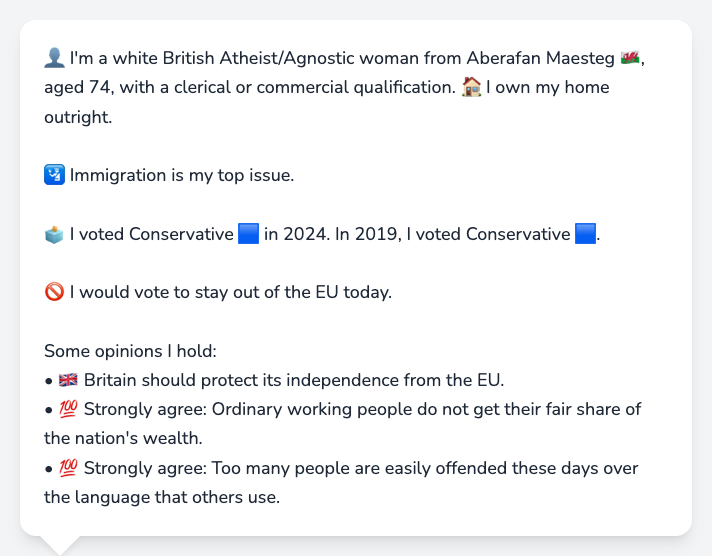 👤 I'm a white British Atheist/Agnostic woman from Aberafan Maesteg 🏴󠁧󠁢󠁷󠁬󠁳󠁿,
aged 74, with a clerical or commercial qualification. 🏠 I own my home
outright.
🛂 Immigration is my top issue.
🗳️ I voted Conservative 🟦 in 2024. In 2019, I voted Conservative 🟦.
🚫 I would vote to stay out of the EU today.
Some opinions I hold:
• 🇬🇧 Britain should protect its independence from the EU.
• 💯 Strongly agree: Ordinary working people do not get their fair share of
the nation's wealth.
• 💯 Strongly agree: Too many people are easily offended these days over
the language that others use.